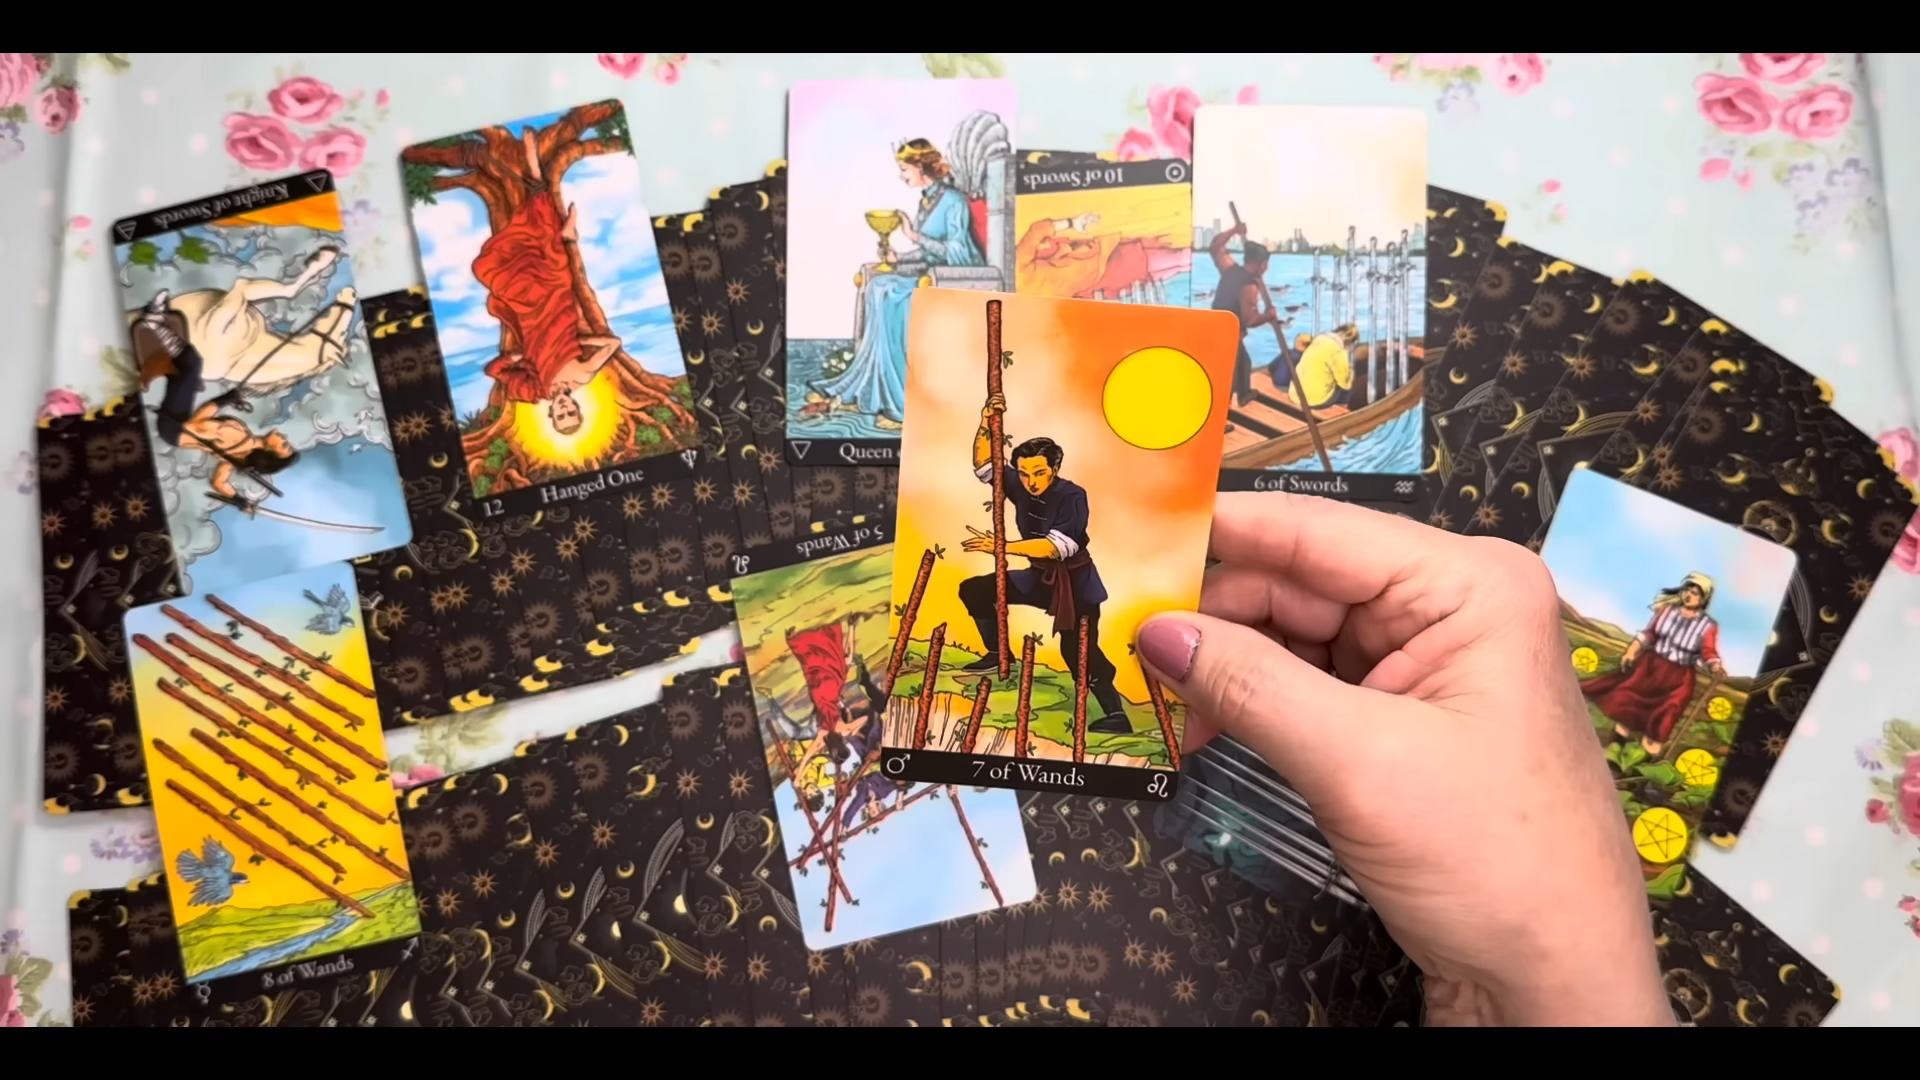 Knight of Swords
12 Hanged One
Queen
10 of Swords
6 of Swords
5 of Wands
7 of Wands
8 of Wands